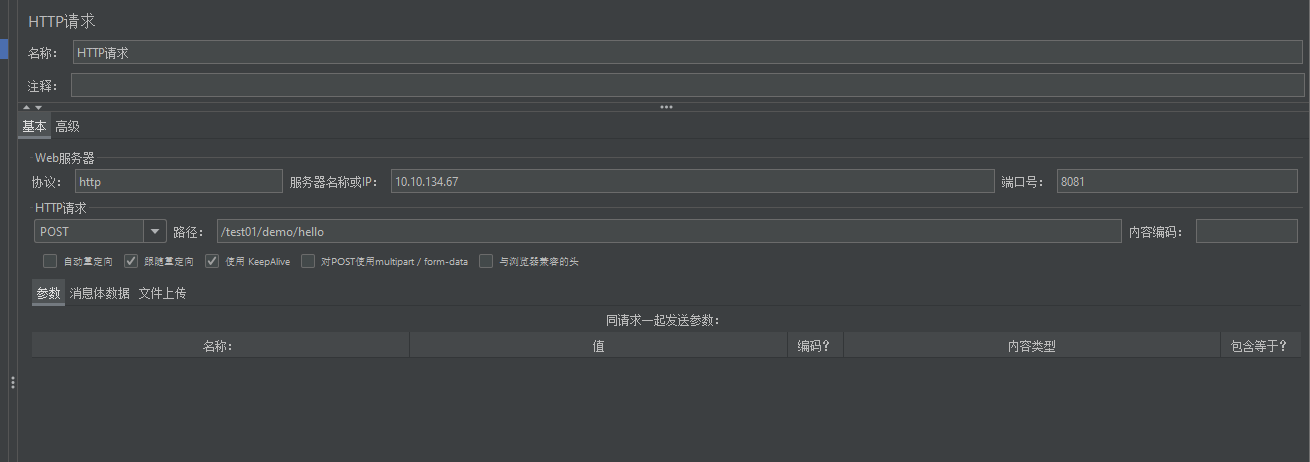 HTTP请求
名称： HTTP请求
注释：
基本 高级
Web服务器
协议： http 服务器名称或IP： 10.10.134.67 端口号： 8081
HTTP请求
POST 路径： /test01/demo/hello 内容编码：
自动重定向 跟随重定向 使用 KeepAlive 对POST使用multipart / form-data 与浏览器兼容的头
参数 消息体数据 文件上传
同请求一起发送参数：
名称： 值 编码？ 内容类型 包含等于？